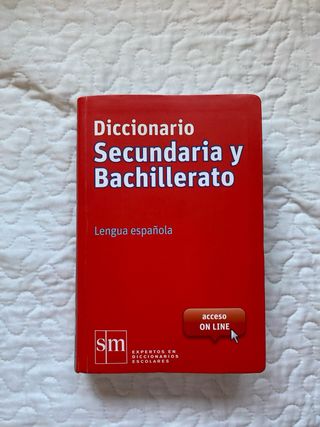 Diccionario
Secundaria y
Bachillerato
Lengua española
acceso
ON LINE
sm
EXPERTOS EN
DICCIONARIOS
ESCOLARES